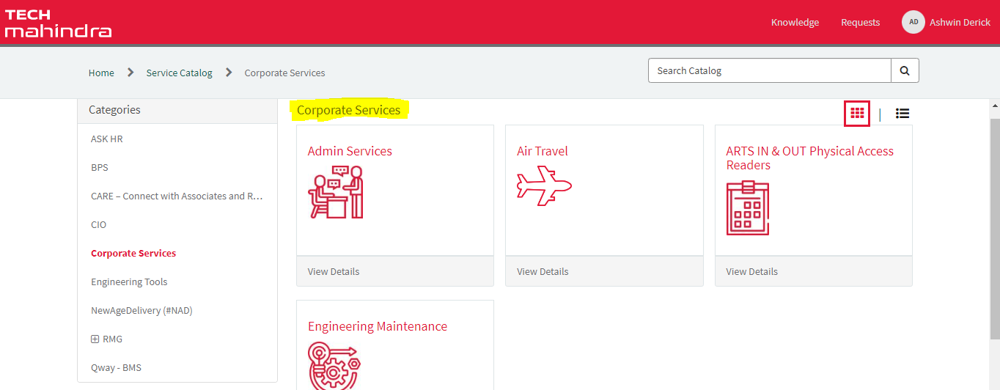 TECH
mahindra
Knowledge
Requests
AD
Ashwin Derick
Home
Service Catalog
Corporate Services
Search Catalog
Categories
ASK HR
BPS
CARE – Connect with Associates and R...
CIO
Corporate Services
Engineering Tools
NewAgeDelivery (#NAD)
RMG
Qway - BMS
Corporate Services
|
Admin Services
View Details
Air Travel
View Details
ARTS IN & OUT Physical Access
Readers
View Details
Engineering Maintenance